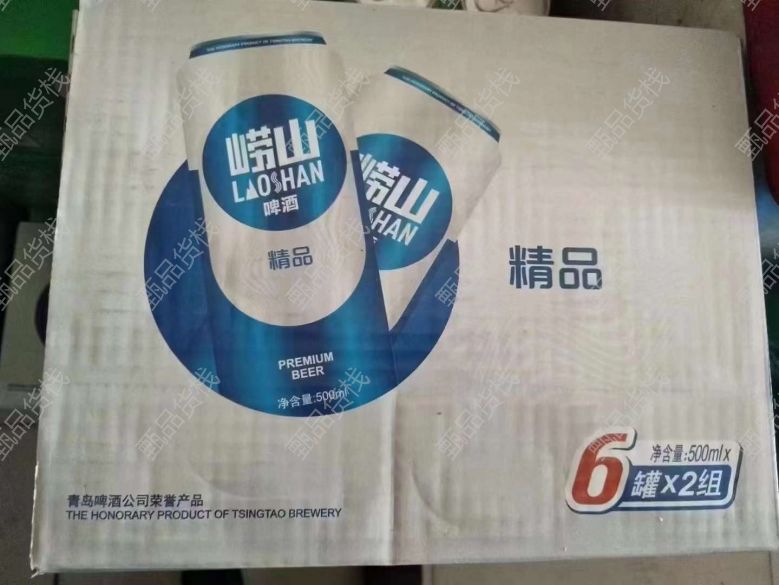 THE HONORARY PRODUCT OF TSINGTAO BREWERY
崂山
LAOSHAN
啤酒
精品
PREMIUM
BEER
净含量:500ml
崂山
SHAN
精品
净含量:500mlx
6罐x2组
青岛啤酒公司荣誉产品
THE HONORARY PRODUCT OF TSINGTAO BREWERY
甄品货栈